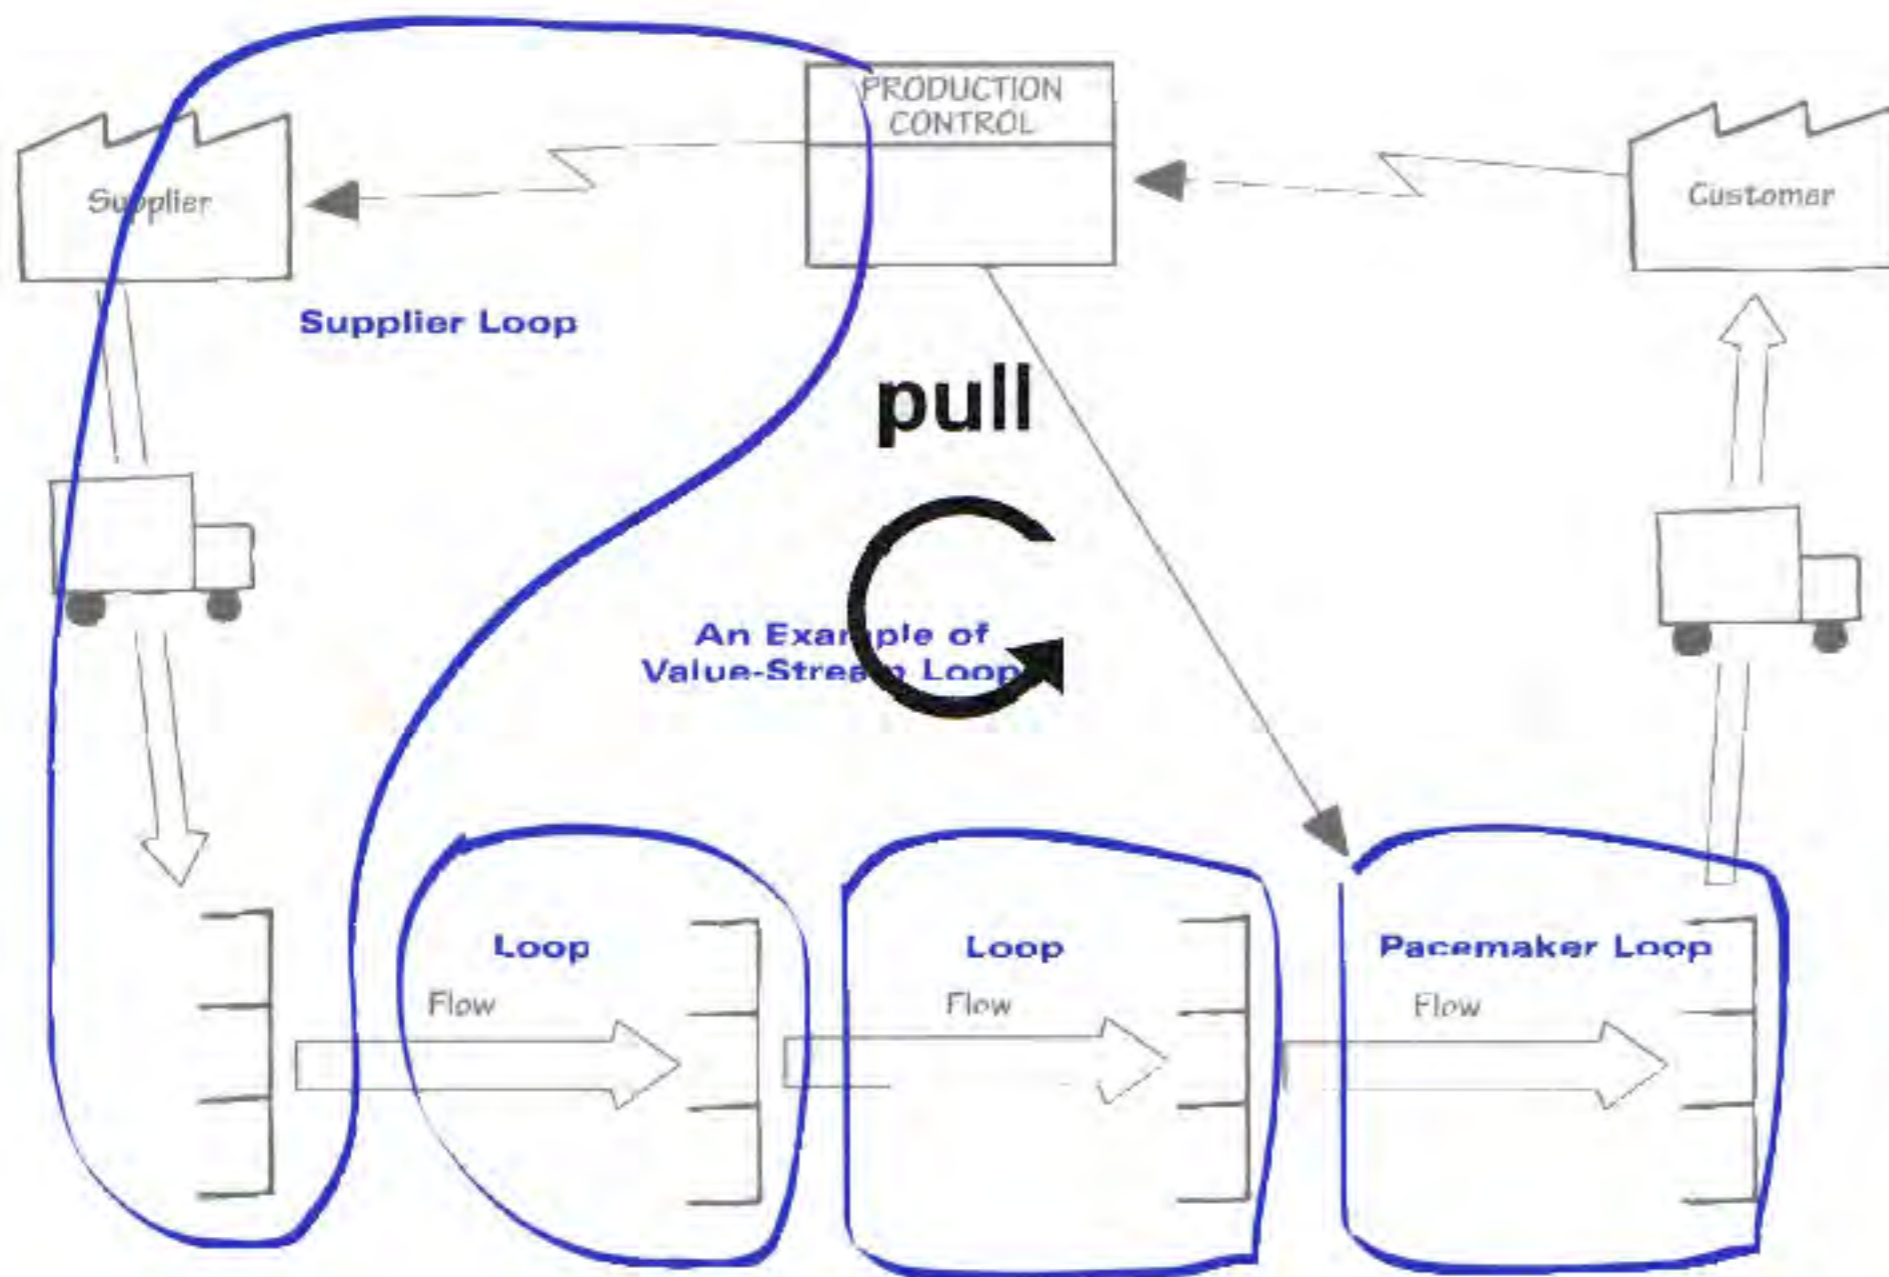 PRODUCTION
CONTROL
Supplier
Customer
Supplier Loop
pull
An Example of
Value-Stream Loop
Loop
Loop
Pacemaker Loop
Flow
Flow
Flow